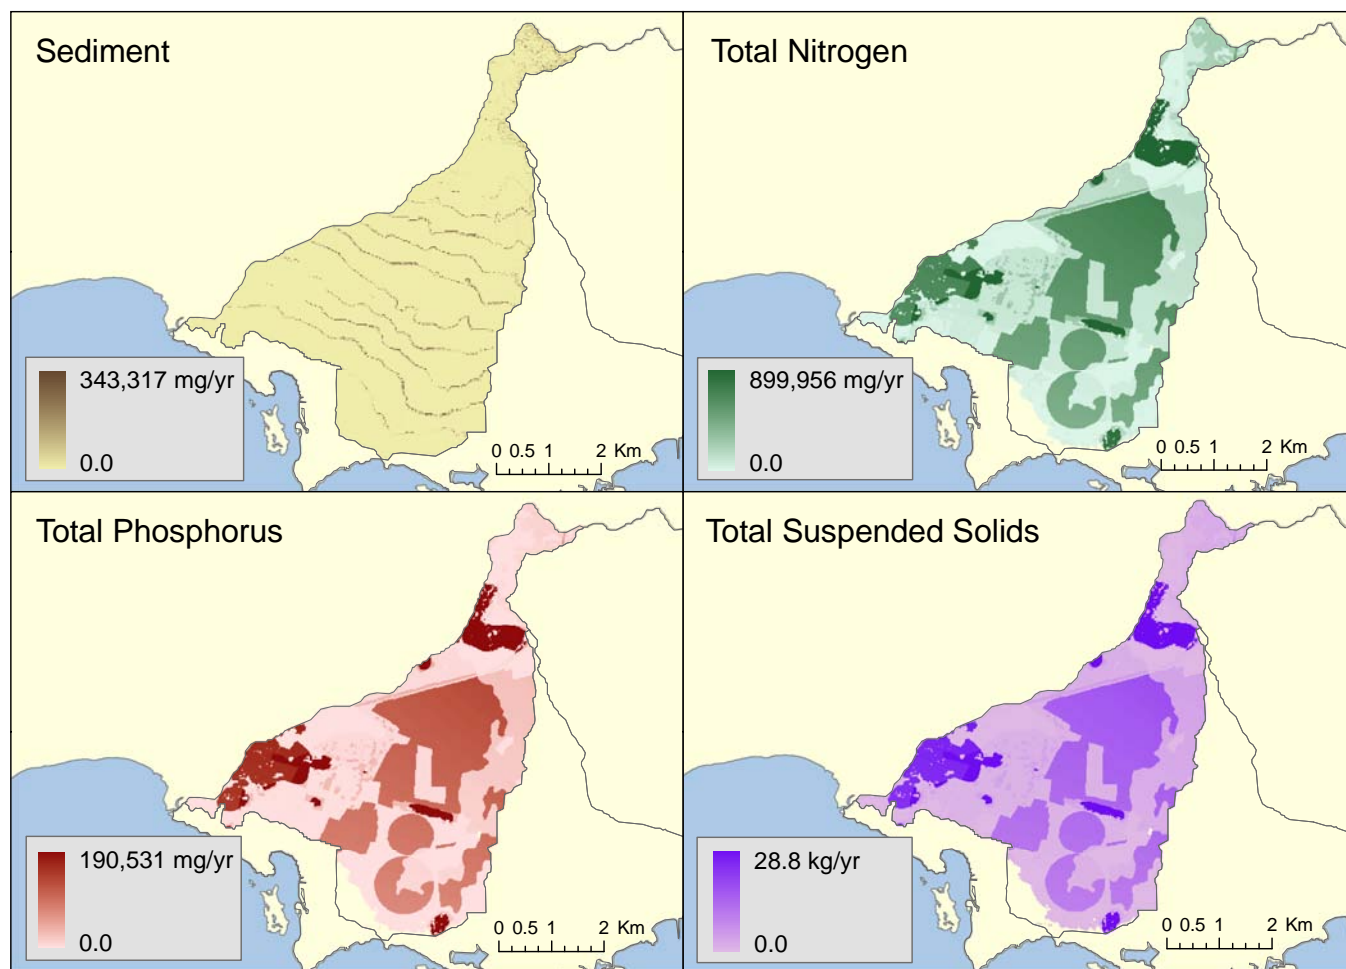 Sediment
343,317 mg/yr
0.0
0 0.5 1 2 Km
Total Nitrogen
899,956 mg/yr
0.0
0 0.5 1 2 Km
Total Phosphorus
190,531 mg/yr
0.0
0 0.5 1 2 Km
Total Suspended Solids
28.8 kg/yr
0.0
0 0.5 1 2 Km